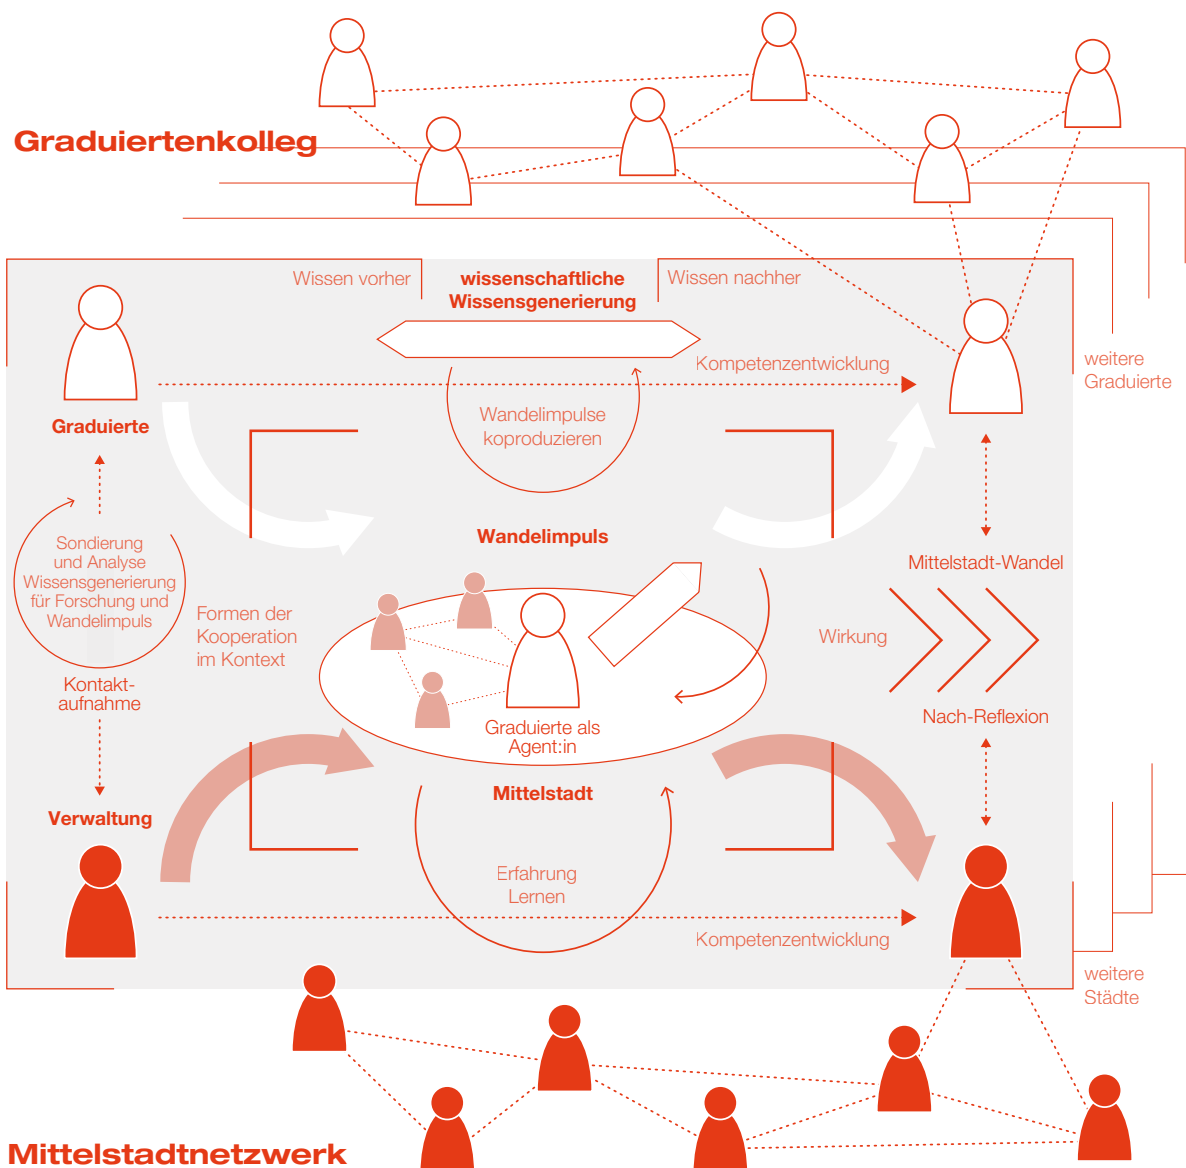 Graduiertenkolleg
Wissen vorher
wissenschaftliche
Wissensgenerierung
Wissen nachher
Kompetenzentwicklung
weitere
Graduierte
Graduierte
Wandelimpulse
koproduzieren
Wandelimpuls
Sondierung
und Analyse
Wissensgenerierung
für Forschung und
Wandelimpuls
Formen der
Kooperation
im Kontext
Mittelstadt-Wandel
Wirkung
Kontakt-
aufnahme
Graduierte als
Agent:in
Nach-Reflexion
Mittelstadt
Verwaltung
Erfahrung
Lernen
Kompetenzentwicklung
weitere
Städte
Mittelstadtnetzwerk